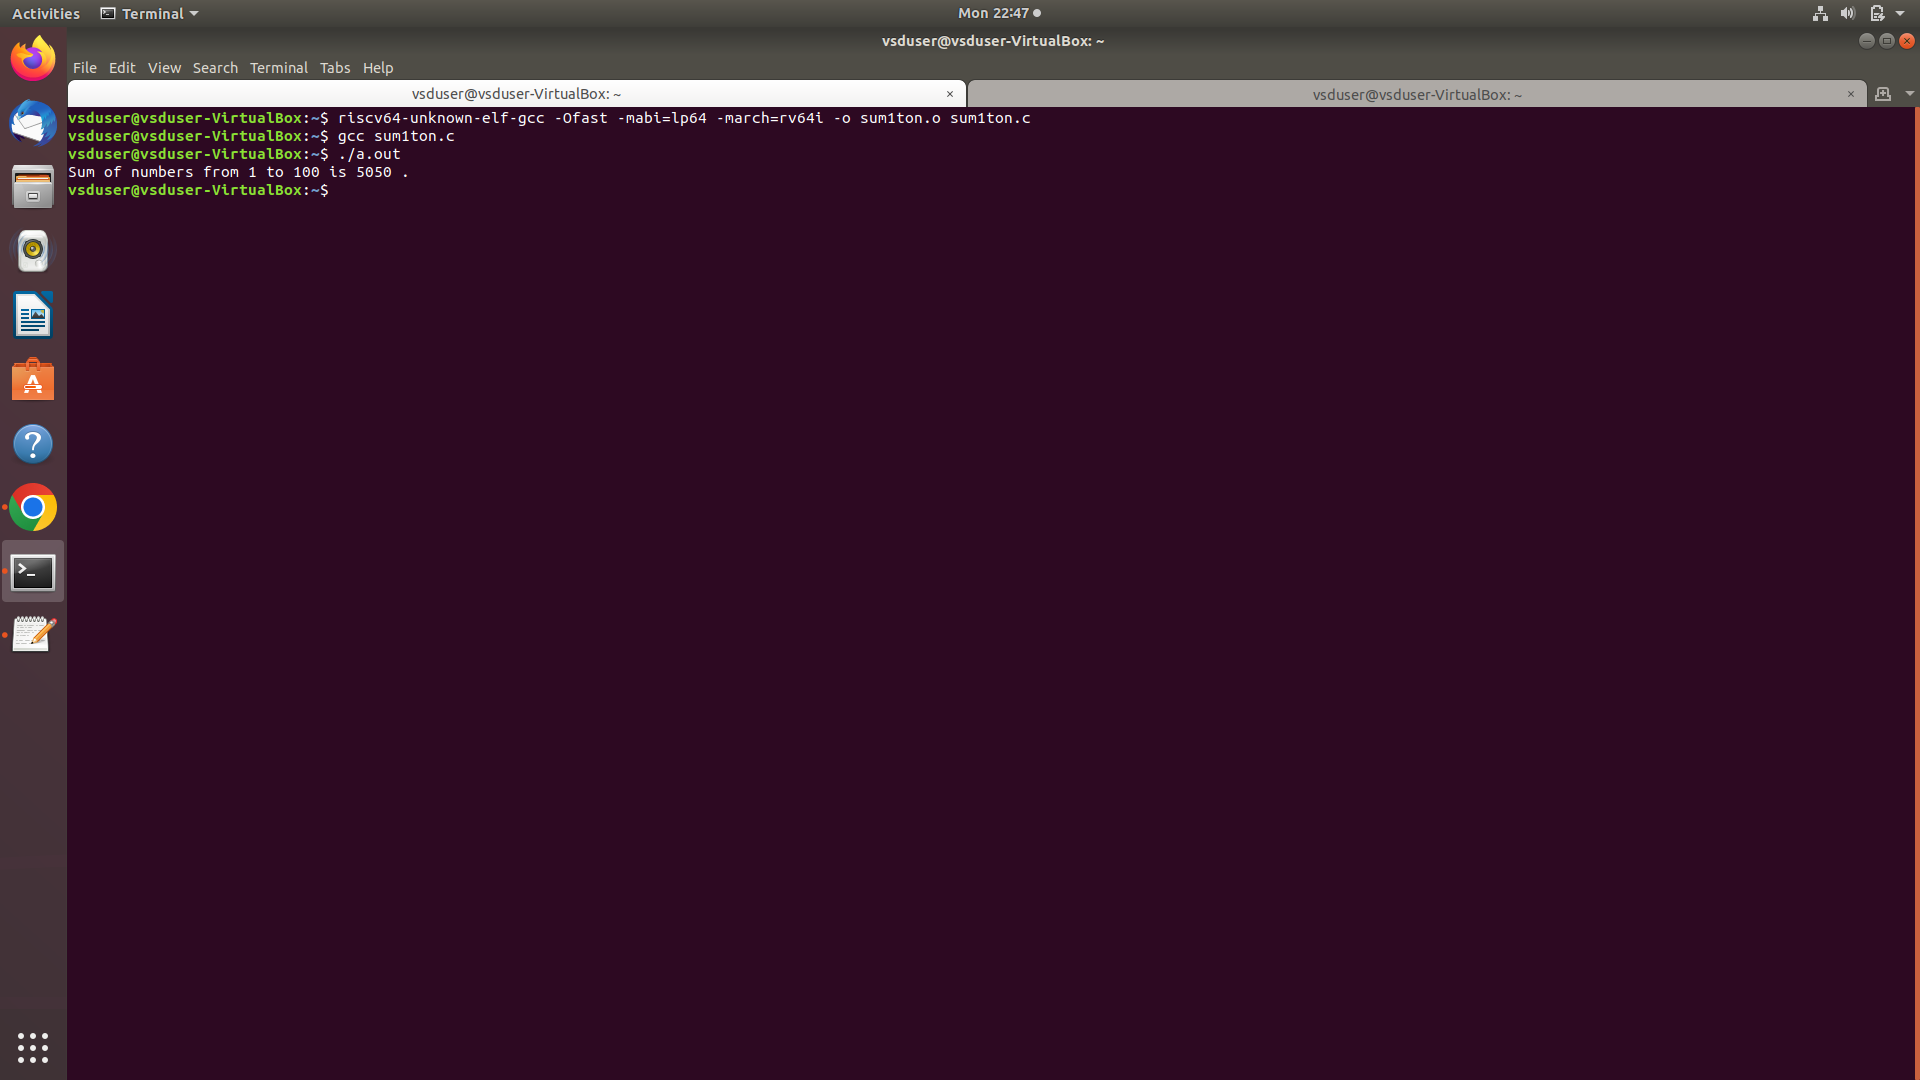 Activities Terminal Mon 22:47
vsduser@vsduser-VirtualBox: ~
File Edit View Search Terminal Tabs Help
vsduser@vsduser-VirtualBox: ~ × vsduser@vsduser-VirtualBox: ~ ×
vsduser@vsduser-VirtualBox:~$ riscv64-unknown-elf-gcc -Ofast -mabi=lp64 -march=rv64i -o sum1ton.o sum1ton.c
vsduser@vsduser-VirtualBox:~$ gcc sum1ton.c
vsduser@vsduser-VirtualBox:~$ ./a.out
Sum of numbers from 1 to 100 is 5050 .
vsduser@vsduser-VirtualBox:~$